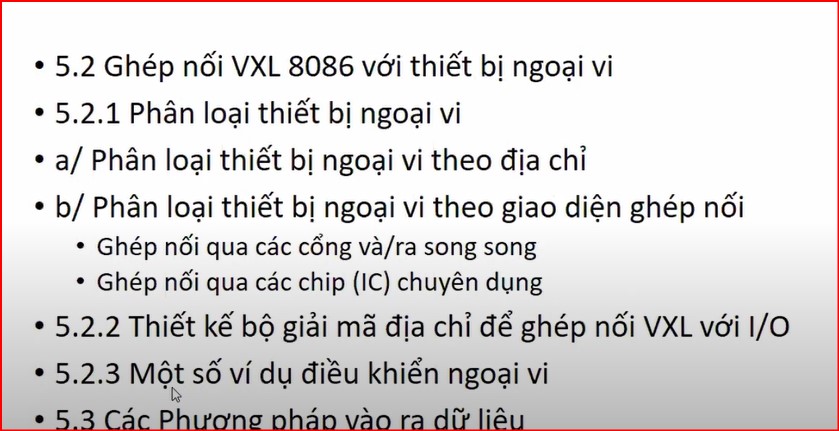 • 5.2 Ghép nối VXL 8086 với thiết bị ngoại vi
• 5.2.1 Phân loại thiết bị ngoại vi
• a/ Phân loại thiết bị ngoại vi theo địa chỉ
• b/ Phân loại thiết bị ngoại vi theo giao diện ghép nối
• Ghép nối qua các cổng và/ra song song
• Ghép nối qua các chip (IC) chuyên dụng
• 5.2.2 Thiết kế bộ giải mã địa chỉ để ghép nối VXL với I/O
• 5.2.3 Một số ví dụ điều khiển ngoại vi
• 5.3 Các Phương pháp vào ra dữ liệu